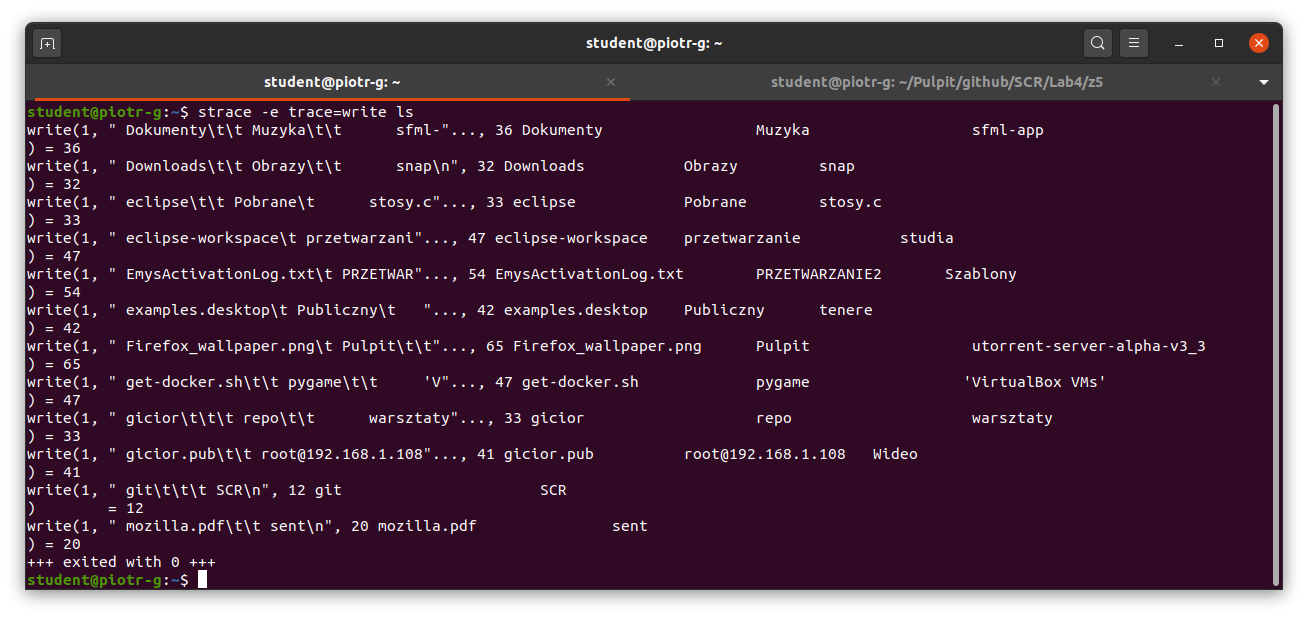 student@piotr-g: ~
student@piotr-g: ~ student@piotr-g: ~/Pulpit/github/SCR/Lab4/z5
student@piotr-g:~$ strace -e trace=write ls
write(1, " Dokumenty\t\t Muzyka\t\t      sfml-"..., 36 Dokumenty                 Muzyka                  sfml-app
) = 36
write(1, " Downloads\t\t Obrazy\t\t      snap\n", 32 Downloads           Obrazy         snap
) = 32
write(1, " eclipse\t\t Pobrane\t      stosy.c"..., 33 eclipse            Pobrane        stosy.c
) = 33
write(1, " eclipse-workspace\t przetwarzani"..., 47 eclipse-workspace    przetwarzanie           studia
) = 47
write(1, " EmysActivationLog.txt\t PRZETWAR"..., 54 EmysActivationLog.txt        PRZETWARZANIE2       Szablony
) = 54
write(1, " examples.desktop\t Publiczny\t   "..., 42 examples.desktop    Publiczny      tenere
) = 42
write(1, " Firefox_wallpaper.png\t Pulpit\t\t"..., 65 Firefox_wallpaper.png      Pulpit                  utorrent-server-alpha-v3_3
) = 65
write(1, " get-docker.sh\t\t pygame\t\t     'V"..., 47 get-docker.sh             pygame                 'VirtualBox VMs'
) = 47
write(1, " gicior\t\t\t repo\t\t      warsztaty"..., 33 gicior                   repo                    warsztaty
) = 33
write(1, " gicior.pub\t\t root@192.168.1.108"..., 41 gicior.pub          root@192.168.1.108   Wideo
) = 41
write(1, " git\t\t\t\t SCR\n", 12 git                      SCR
)        = 12
write(1, " mozilla.pdf\t\t sent\n", 20 mozilla.pdf               sent
) = 20
+++ exited with 0 +++
student@piotr-g:~$